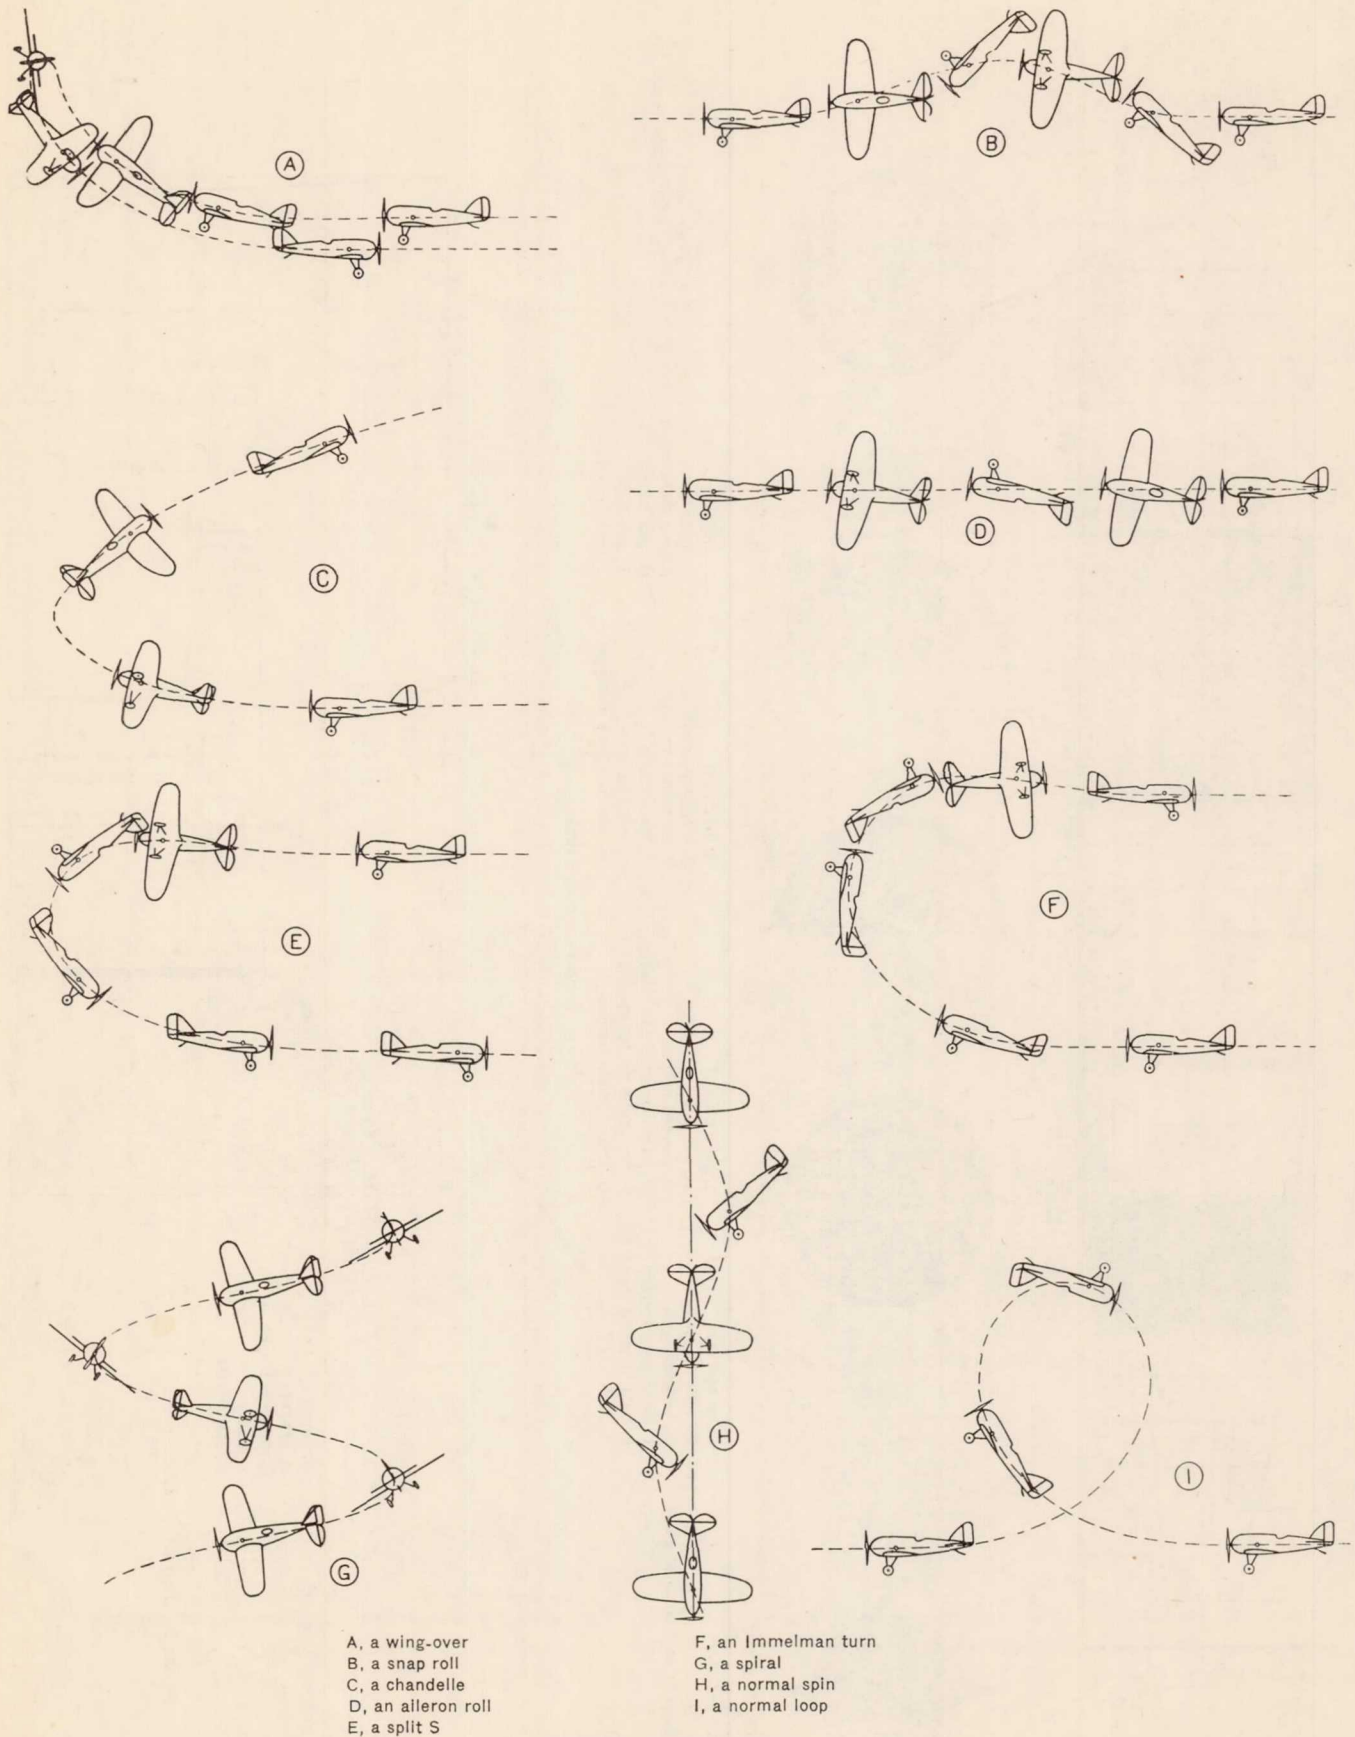 A
B
C
D
E
F
H
I
G
A, a wing-over
B, a snap roll
C, a chandelle
D, an aileron roll
E, a split S
F, an Immelman turn
G, a spiral
H, a normal spin
I, a normal loop